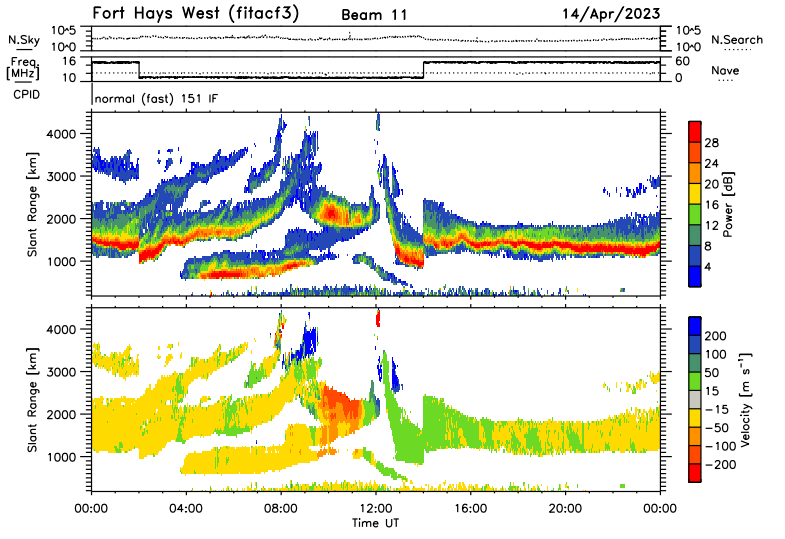 Fort Hays West (fitacf3) Beam 11 14/Apr/2023
N.Sky 10^5 10^0 10^5 10^0 N.Search
Freq. [MHz] 16 10 60 0 Nave
CPID normal (fast) 151 IF
Slant Range [km] 4000 3000 2000 1000
Power [dB] 28 24 20 16 12 8 4
Slant Range [km] 4000 3000 2000 1000
Velocity [m s⁻¹] 200 100 50 15 −15 −50 −100 −200
00:00 04:00 08:00 12:00 16:00 20:00 00:00
Time UT